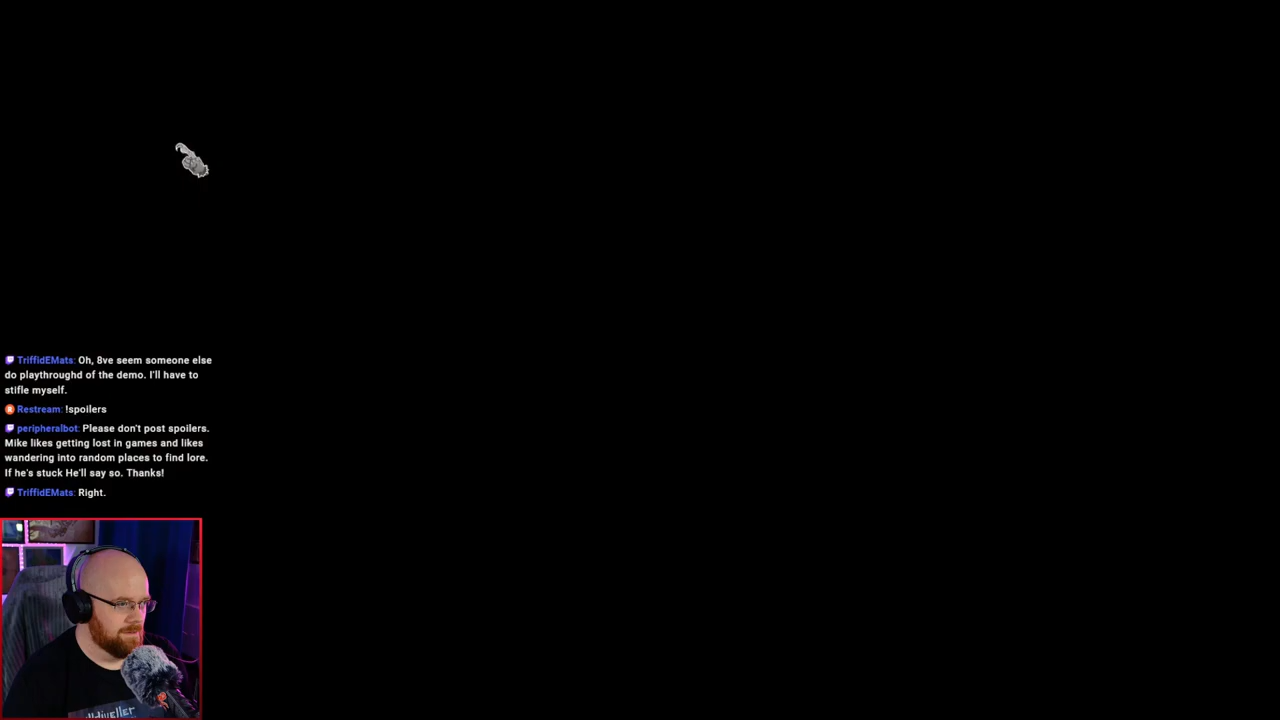 TriffidEMats: Oh, 8ve seem someone else
do playthroughd of the demo. I'll have to
stifle myself.
Restream: !spoilers
peripheralbot: Please don't post spoilers.
Mike likes getting lost in games and likes
wandering into random places to find lore.
If he's stuck He'll say so. Thanks!
TriffidEMats: Right.